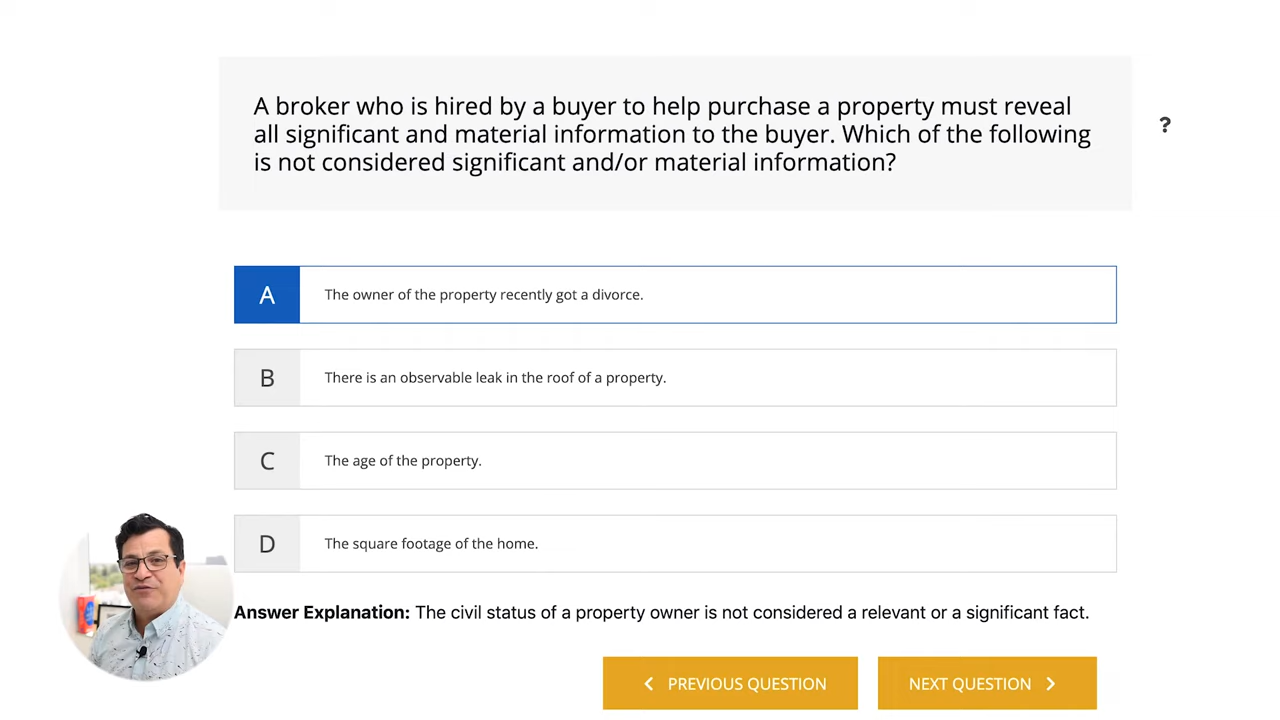 A broker who is hired by a buyer to help purchase a property must reveal
all significant and material information to the buyer. Which of the following
is not considered significant and/or material information?
?
A The owner of the property recently got a divorce.
B There is an observable leak in the roof of a property.
C The age of the property.
D The square footage of the home.
Answer Explanation: The civil status of a property owner is not considered a relevant or a significant fact.
PREVIOUS QUESTION NEXT QUESTION